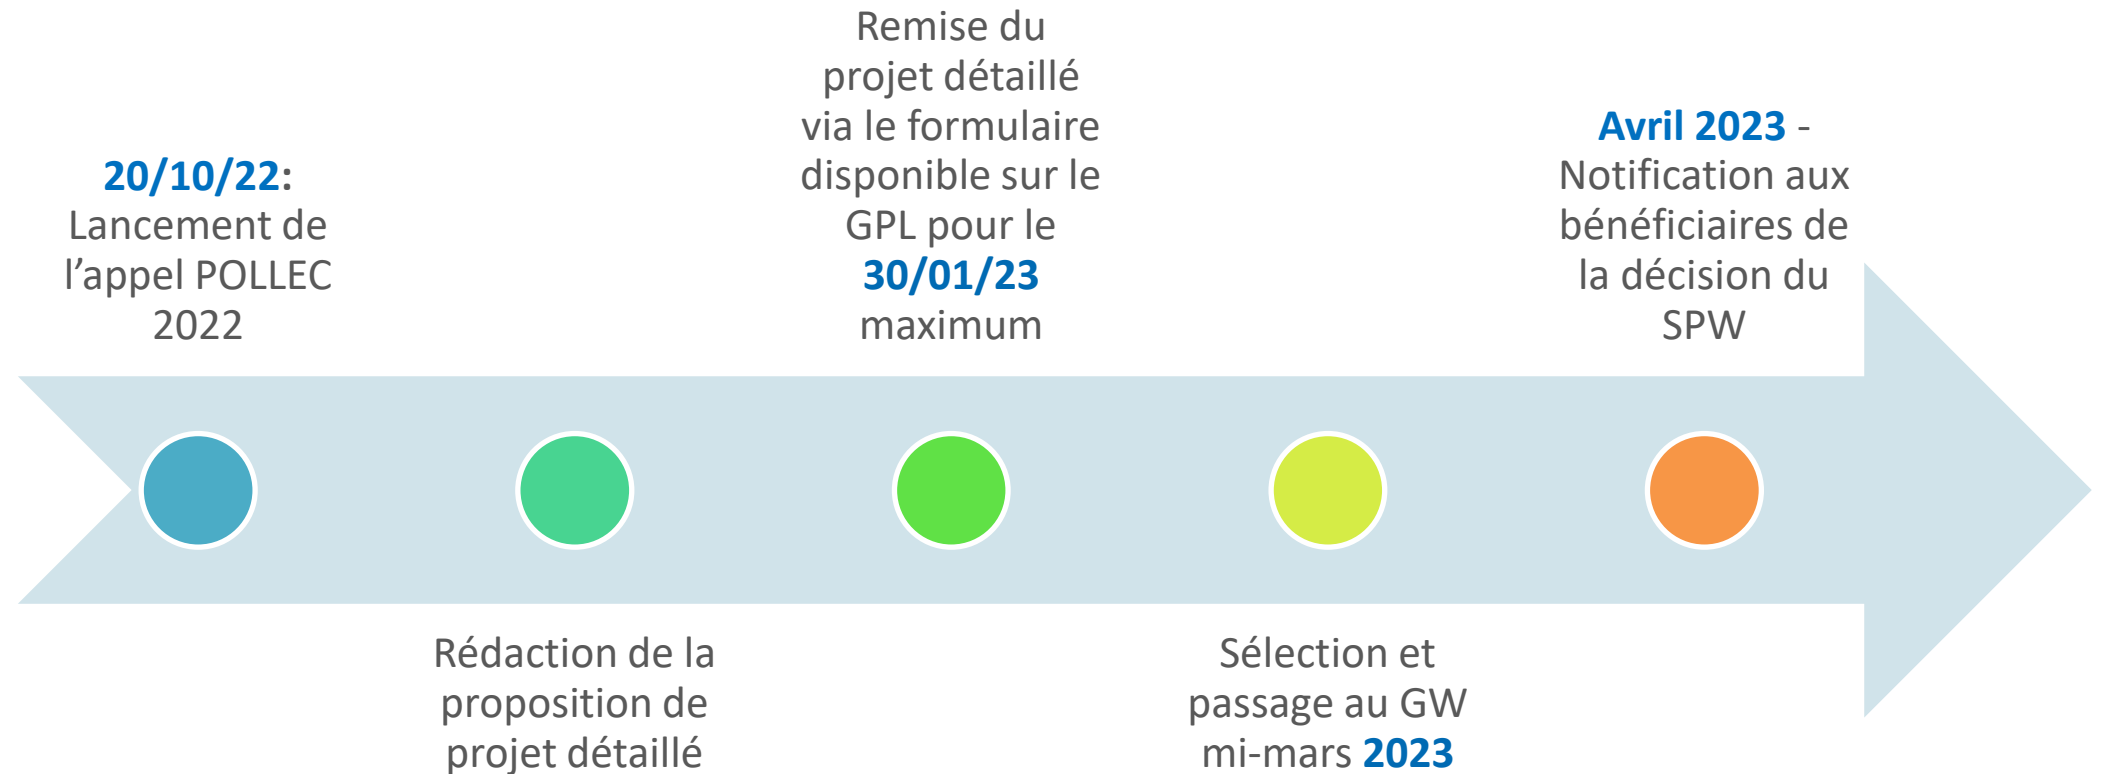 20/10/22:
Lancement de
l’appel POLLEC
2022
Rédaction de la
proposition de
projet détaillé
Remise du
projet détaillé
via le formulaire
disponible sur le
GPL pour le
30/01/23
maximum
Sélection et
passage au GW
mi-mars 2023
Avril 2023 -
Notification aux
bénéficiaires de
la décision du
SPW